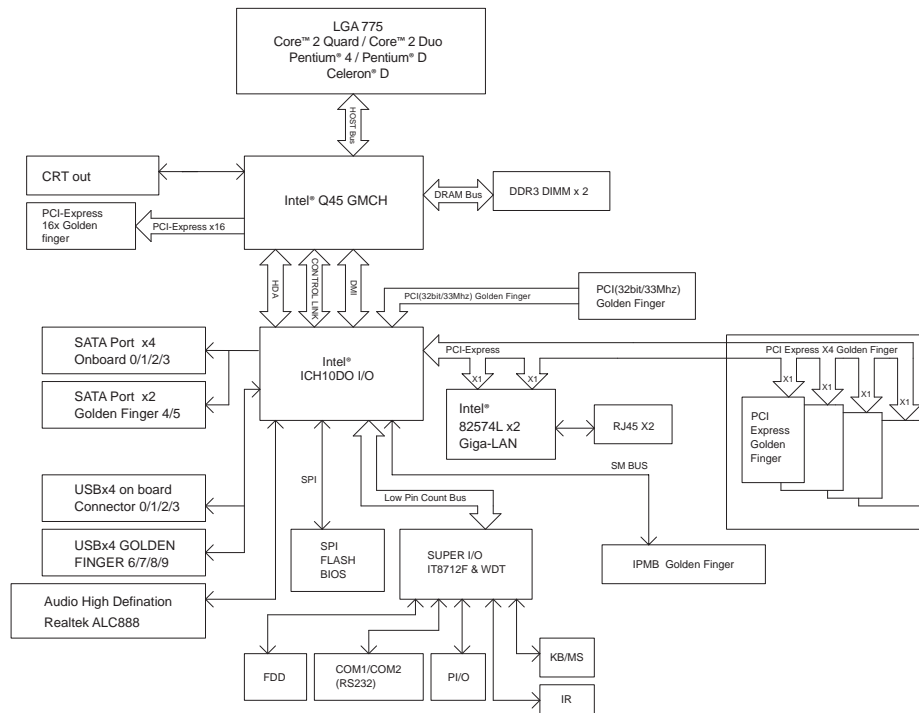 LGA 775
Core™ 2 Quard / Core™ 2 Duo
Pentium® 4 / Pentium® D
Celeron® D
HOST Bus
CRT out
Intel® Q45 GMCH
DRAM Bus
DDR3 DIMM x 2
PCI-Express
16x Golden
finger
PCI-Express x16
HDA
CONTROL LINK
DMI
PCI(32bit/33Mhz) Golden Finger
PCI(32bit/33Mhz)
Golden Finger
SATA Port x4
Onboard 0/1/2/3
Intel®
ICH10DO I/O
PCI-Express
PCI Express X4 Golden Finger
X1
X1
X1
X1
X1
X1
SATA Port x2
Golden Finger 4/5
Intel®
82574L x2
Giga-LAN
RJ45 X2
PCI
Express
Golden
Finger
SPI
SM BUS
Low Pin Count Bus
USBx4 on board
Connector 0/1/2/3
USBx4 GOLDEN
FINGER 6/7/8/9
SPI
FLASH
BIOS
SUPER I/O
IT8712F & WDT
IPMB Golden Finger
Audio High Defination
Realtek ALC888
FDD
COM1/COM2
(RS232)
PI/O
KB/MS
IR